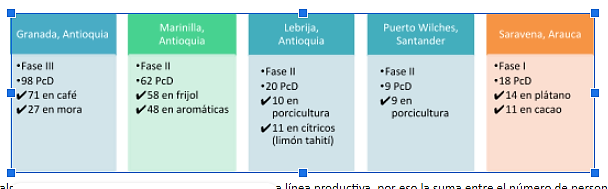 Granada, Antioquia
•Fase III
•98 PcD
✔71 en café
✔27 en mora
Marinilla,
Antioquia
•Fase II
•62 PcD
✔58 en frijol
✔48 en aromáticas
Lebrija,
Antioquia
•Fase II
•20 PcD
✔10 en
porcicultura
✔11 en cítricos
(limón tahití)
Puerto Wilches,
Santander
•Fase II
•9 PcD
✔9 en
porcicultura
Saravena, Arauca
•Fase I
•18 PcD
✔14 en plátano
✔11 en cacao
a línea productiva, por eso la suma entre el número de person